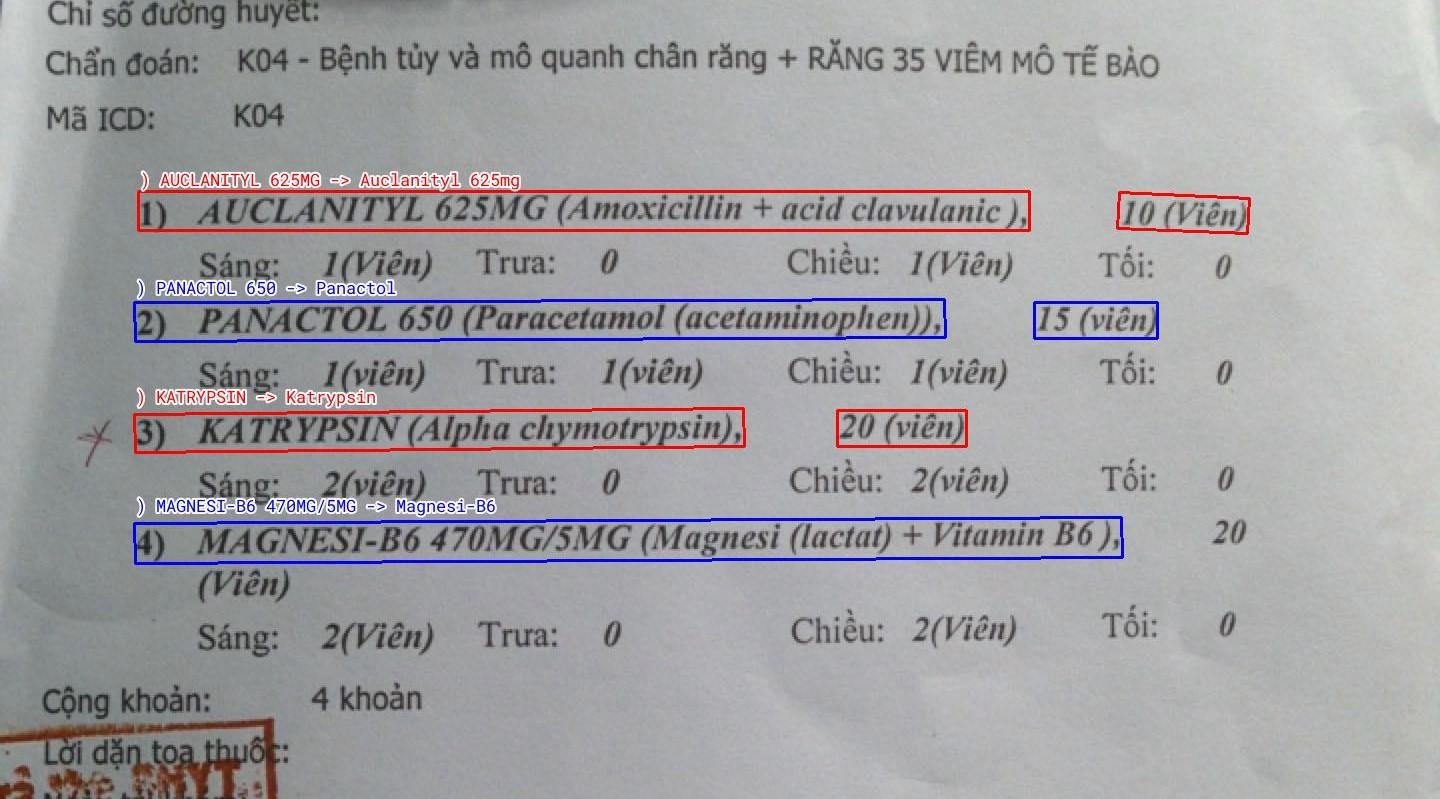 Chỉ số đường huyết:
Chẩn đoán: K04 - Bệnh tủy và mô quanh chân răng + RĂNG 35 VIÊM MÔ TẾ BÀO
Mã ICD: K04
) AUCLANITYL 625MG -> Auclanityl 625mg
1) AUCLANITYL 625MG (Amoxicillin + acid clavulanic ), 10 (Viên)
Sáng: 1(Viên) Trưa: 0 Chiều: 1(Viên) Tối: 0
) PANACTOL 650 -> Panactol
2) PANACTOL 650 (Paracetamol (acetaminophen)), 15 (viên)
Sáng: 1(viên) Trưa: 1(viên) Chiều: 1(viên) Tối: 0
) KATRYPSIN -> Katrypsin
3) KATRYPSIN (Alpha chymotrypsin), 20 (viên)
Sáng: 2(viên) Trưa: 0 Chiều: 2(viên) Tối: 0
) MAGNESI-B6 470MG/5MG -> Magnesi-B6
4) MAGNESI-B6 470MG/5MG (Magnesi (lactat) + Vitamin B6 ), 20
(Viên)
Sáng: 2(Viên) Trưa: 0 Chiều: 2(Viên) Tối: 0
Cộng khoản: 4 khoản
Lời dặn toa thuốc:
BHYT